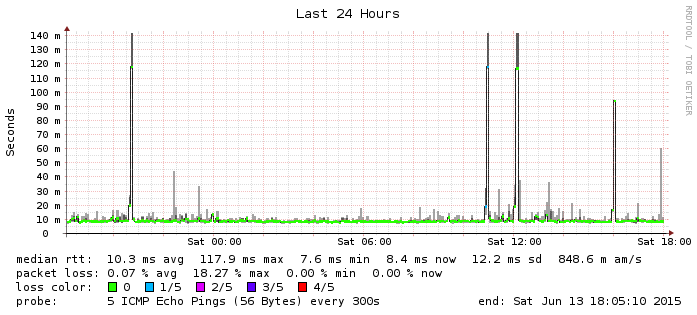 Last 24 Hours
RRDTOOL / TOBI OETIKER
Seconds
140 m
130 m
120 m
110 m
100 m
90 m
80 m
70 m
60 m
50 m
40 m
30 m
20 m
10 m
0
Sat 00:00 Sat 06:00 Sat 12:00 Sat 18:00
median rtt: 10.3 ms avg 117.9 ms max 7.6 ms min 8.4 ms now 12.2 ms sd 848.6 m am/s
packet loss: 0.07 % avg 18.27 % max 0.00 % min 0.00 % now
loss color: 0 1/5 2/5 3/5 4/5
probe: 5 ICMP Echo Pings (56 Bytes) every 300s end: Sat Jun 13 18:05:10 2015